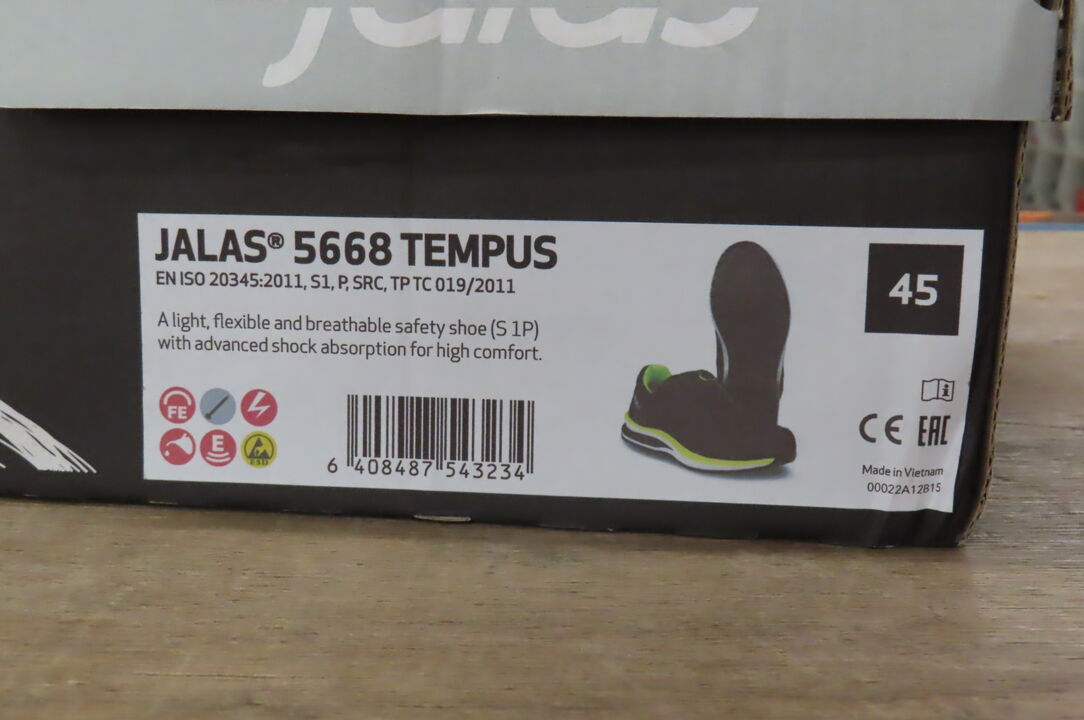 jalas
JALAS® 5668 TEMPUS
EN ISO 20345:2011, S1, P, SRC, TP TC 019/2011
A light, flexible and breathable safety shoe (S 1P)
with advanced shock absorption for high comfort.
45
FE
E
ESD
6 408487 543234
i
CE EAC
Made in Vietnam
00022A12B15